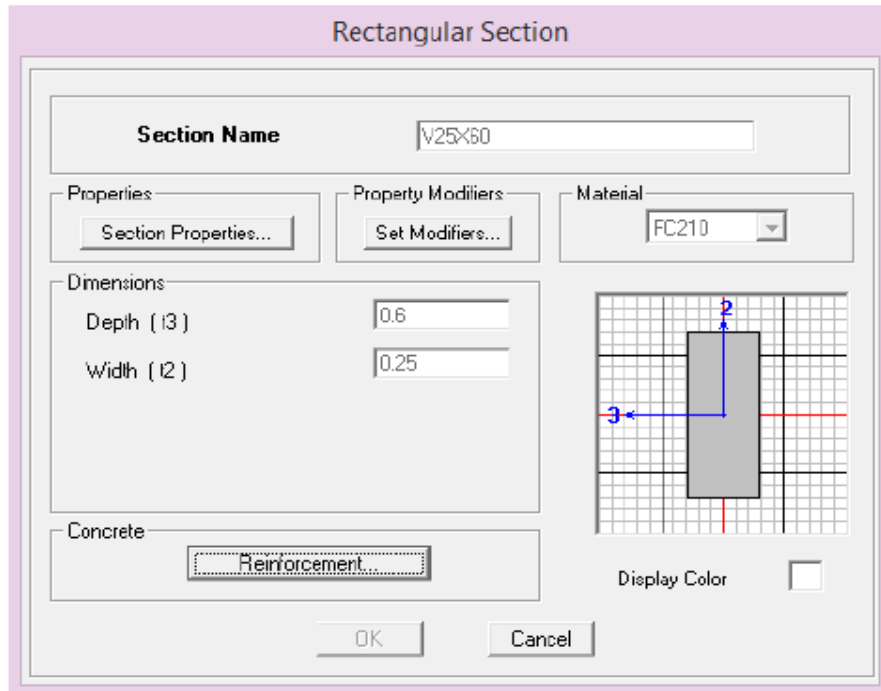 Rectangular Section
Section Name
V25X60
Properties
Section Properties...
Property Modifiers
Set Modifiers...
Material
FC210
Dimensions
Depth ( t3 )
0.6
Width ( t2 )
0.25
2
3
Concrete
Reinforcement...
Display Color
OK
Cancel